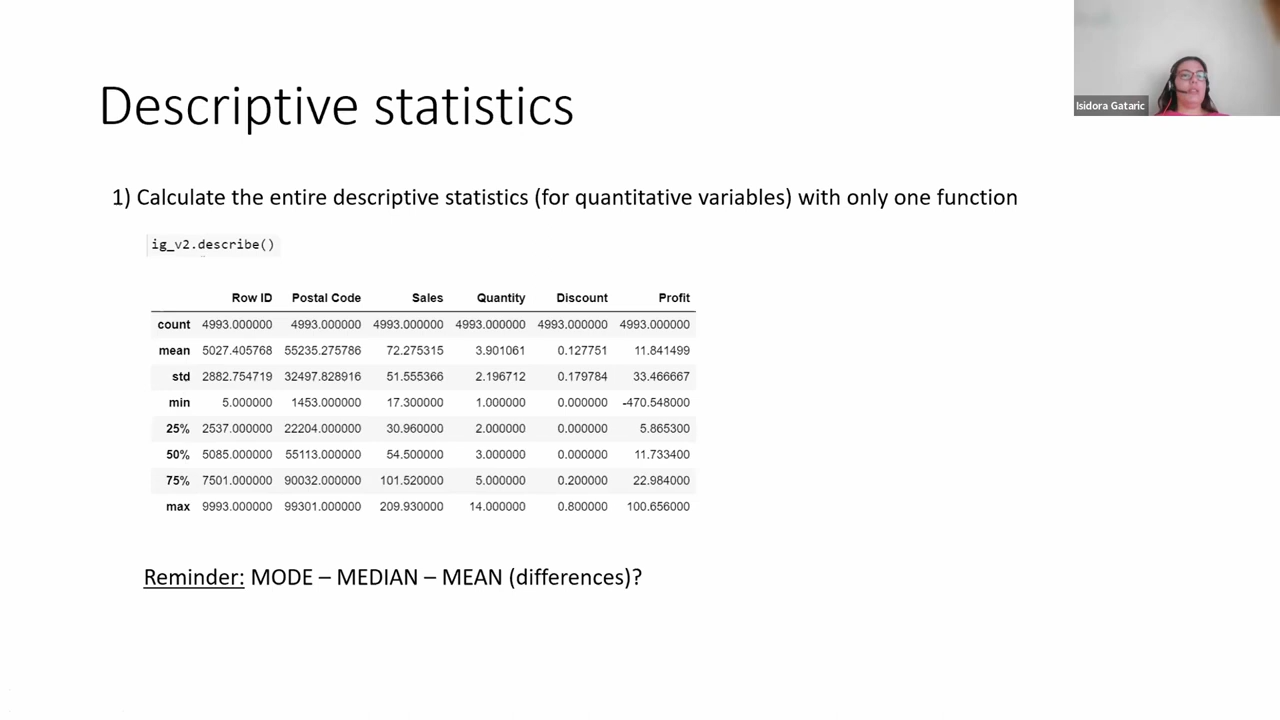 Isidora Gataric
Descriptive statistics
1) Calculate the entire descriptive statistics (for quantitative variables) with only one function
ig_v2.describe()
Row ID Postal Code Sales Quantity Discount Profit
count 4993.000000 4993.000000 4993.000000 4993.000000 4993.000000 4993.000000
mean 5027.405768 55235.275786 72.275315 3.901061 0.127751 11.841499
std 2882.754719 32497.828916 51.555366 2.196712 0.179784 33.466667
min 5.000000 1453.000000 17.300000 1.000000 0.000000 -470.548000
25% 2537.000000 22204.000000 30.960000 2.000000 0.000000 5.865300
50% 5085.000000 55113.000000 54.500000 3.000000 0.000000 11.733400
75% 7501.000000 90032.000000 101.520000 5.000000 0.200000 22.984000
max 9993.000000 99301.000000 209.930000 14.000000 0.800000 100.656000
Reminder: MODE – MEDIAN – MEAN (differences)?